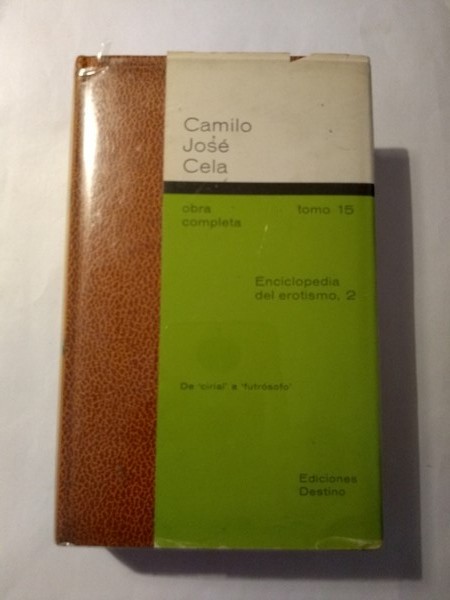 Camilo
José
Cela
obra
completa
tomo 15
Enciclopedia
del erotismo, 2
De 'cirial' a 'futrósofo'
Ediciones
Destino